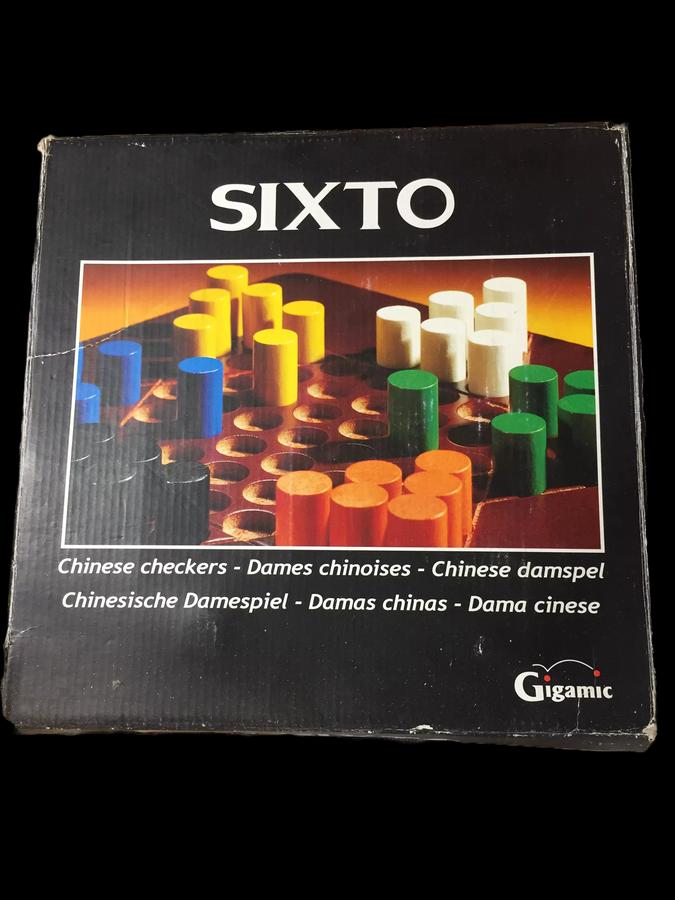 SIXTO
Chinese checkers - Dames chinoises - Chinese damspel
Chinesische Damespiel - Damas chinas - Dama cinese
Gigamic